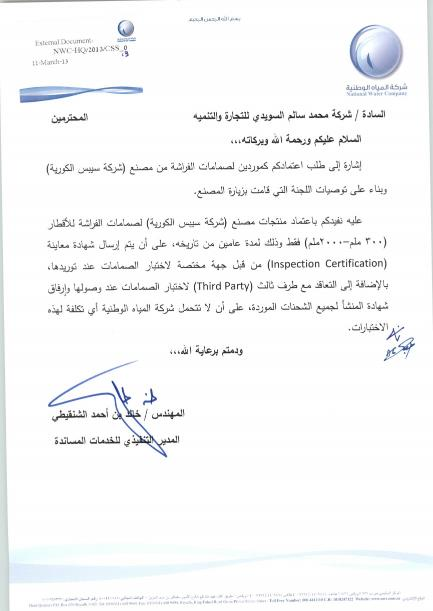 بسم الله الرحمن الرحيم
External Document-
NWC-HQ/2013/CSS_0
13
11-March-13
شركة المياه الوطنية
National Water Company
السادة / شركة محمد سالم السويدي للتجارة والتنميه المحترمين
السلام عليكم ورحمة الله وبركاته،،،
إشارة إلى طلب اعتمادكم كموردين لصمامات الفراشة من مصنع (شركة سيبس الكورية)
وبناء على توصيات اللجنة التي قامت بزيارة المصنع.
عليه نفيدكم باعتماد منتجات مصنع (شركة سيبس الكورية) لصمامات الفراشة للأقطار
(٣٠٠ ملم–٢٠٠٠ملم) فقط وذلك لمدة عامين من تاريخه، على أن يتم إرسال شهادة معاينة
(Inspection Certification) من قبل جهة مختصة لاختبار الصمامات عند توريدها،
بالإضافة إلى التعاقد مع طرف ثالث (Third Party) لاختبار الصمامات عند وصولها وإرفاق
شهادة المنشأ لجميع الشحنات الموردة، على أن لا تتحمل شركة المياه الوطنية أي تكلفة لهذه
الاختبارات.
ودمتم برعاية الله،،،
المهندس / خالد بن أحمد الشنقيطي
المدير التنفيذي للخدمات المساندة